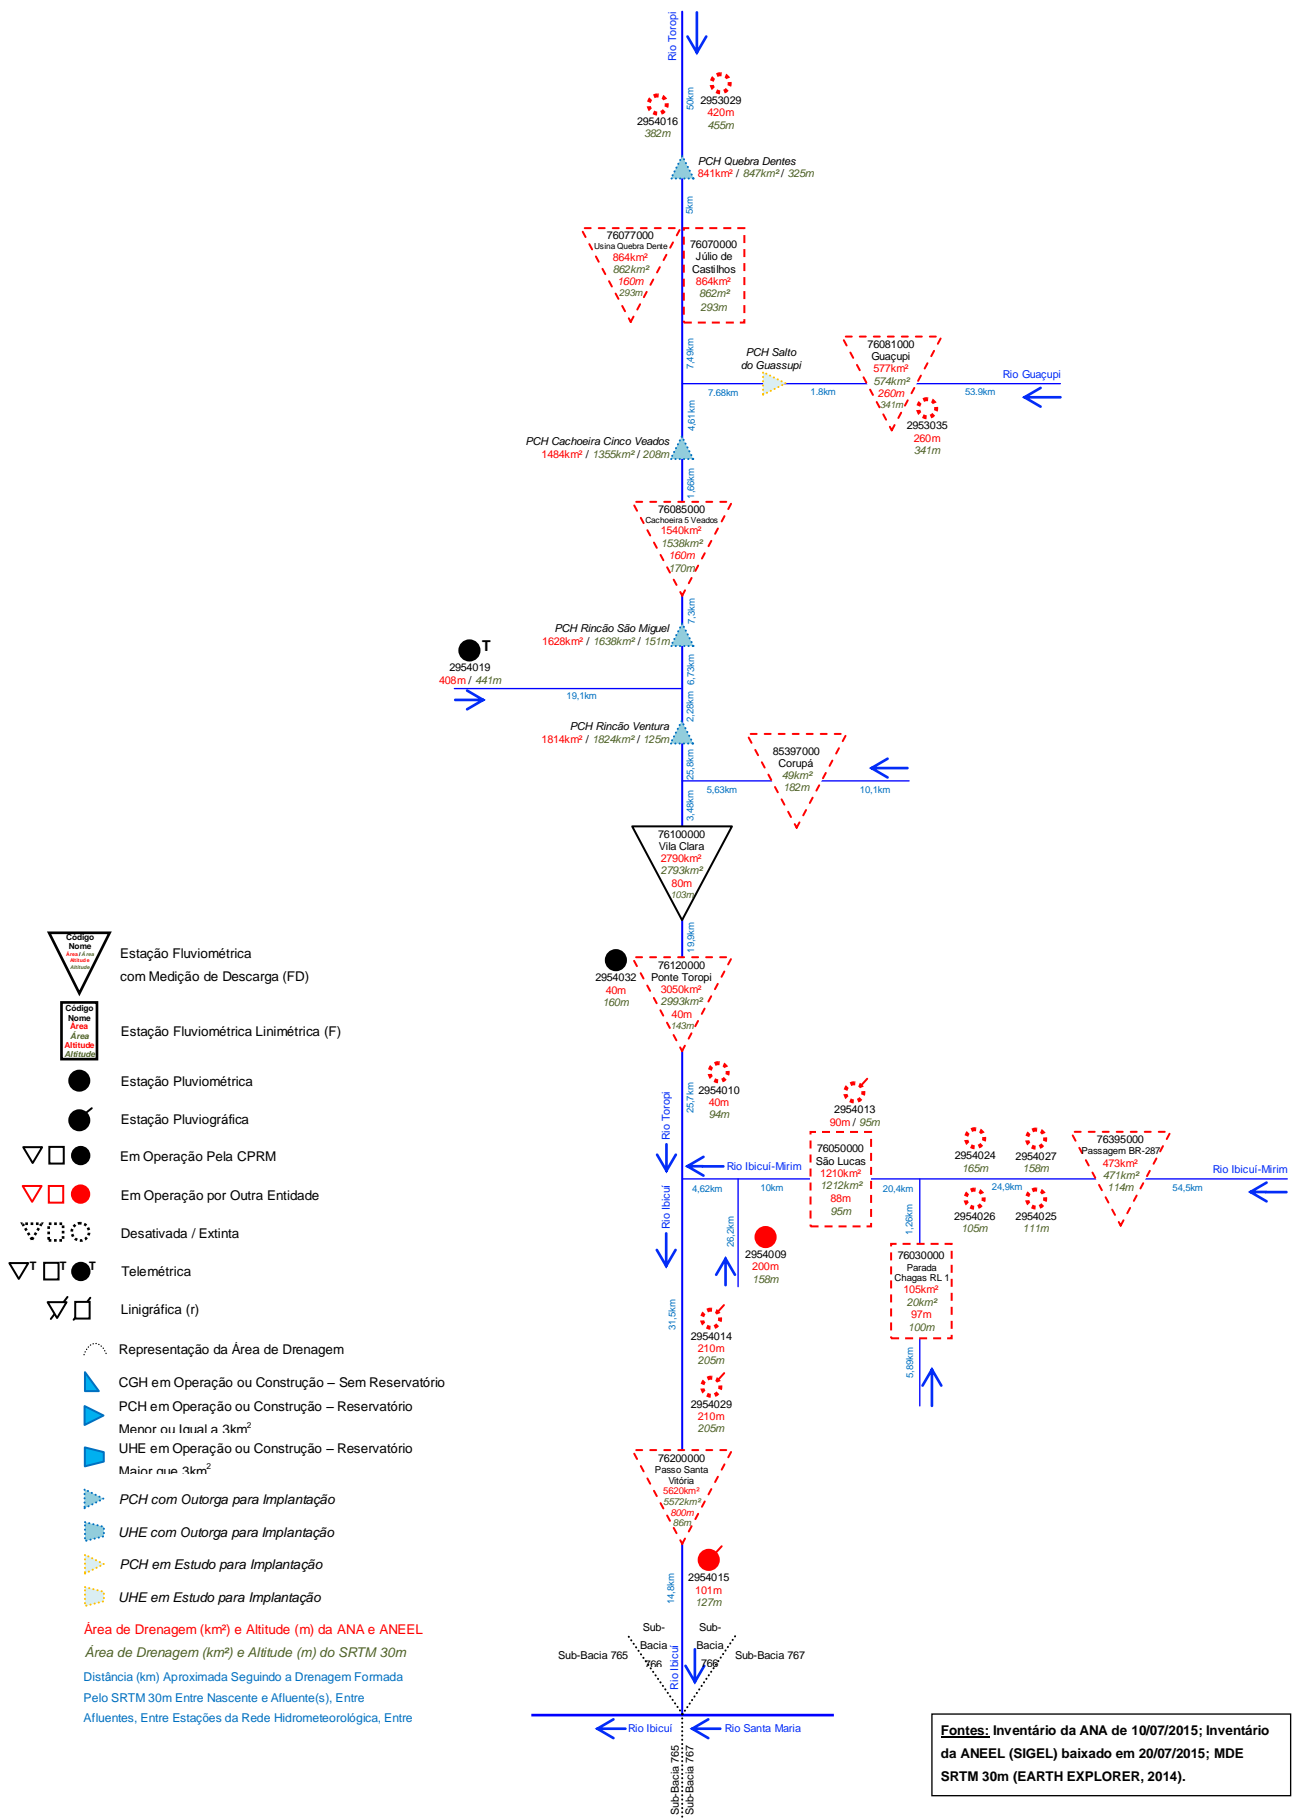 Rio Toropi
50km
2953029
420m
455m
2954016
382m
PCH Quebra Dentes
841km² / 847km² / 325m
5km
76077000
Usina Quebra Dente
864km²
862km²
160m
293m
76070000
Júlio de
Castilhos
864km²
862m²
293m
7,49km
PCH Salto
do Guassupi
7.68km
1.8km
76081000
Guaçupi
577km²
574km²
260m
341m
Rio Guaçupi
53.9km
2953035
260m
341m
4,61km
PCH Cachoeira Cinco Veados
1484km² / 1355km² / 208m
1,66km
76085000
Cachoeira 5 Veados
1540km²
1538km²
160m
170m
7,3km
PCH Rincão São Miguel
1628km² / 1638km² / 151m
T
2954019
408m / 441m
19,1km
6,73km
2,28km
PCH Rincão Ventura
1814km² / 1824km² / 125m
25,8km
85397000
Corupá
49km²
182m
5,63km
10,1km
3,48km
76100000
Vila Clara
2790km²
2793km²
80m
103m
19,9km
2954032
40m
160m
76120000
Ponte Toropi
3050km²
2993km²
40m
143m
25,7km
Rio Toropi
2954010
40m
94m
2954013
90m / 95m
76050000
São Lucas
1210km²
1212km²
88m
95m
2954024
165m
2954027
158m
76395000
Passagem BR-287
473km²
471km²
114m
Rio Ibicuí-Mirim
Rio Ibicuí-Mirim
4,62km
10km
20,4km
24,9km
54,5km
2954026
105m
2954025
111m
Rio Ibicuí
26,2km
2954009
200m
158m
1,26km
76030000
Parada
Chagas RL 1
105km²
20km²
97m
100m
5,89km
31,5km
2954014
210m
205m
2954029
210m
205m
76200000
Passo Santa
Vitória
5620km²
5572km²
800m
86m
14,8km
2954015
101m
127m
Sub-
Bacia
766
Sub-
Bacia
766
Sub-Bacia 765
Sub-Bacia 767
Rio Ibicuí
Rio Ibicuí
Rio Santa Maria
Sub-Bacia 765
Sub-Bacia 767
Código
Nome
Área / Área
Altitude
Altitude
Estação Fluviométrica
com Medição de Descarga (FD)
Código
Nome
Área
Área
Altitude
Altitude
Estação Fluviométrica Linimétrica (F)
Estação Pluviométrica
Estação Pluviográfica
Em Operação Pela CPRM
Em Operação por Outra Entidade
Desativada / Extinta
T T T
Telemétrica
Linigráfica (r)
Representação da Área de Drenagem
CGH em Operação ou Construção – Sem Reservatório
PCH em Operação ou Construção – Reservatório
Menor ou Igual a 3km²
UHE em Operação ou Construção – Reservatório
Maior que 3km²
PCH com Outorga para Implantação
UHE com Outorga para Implantação
PCH em Estudo para Implantação
UHE em Estudo para Implantação
Área de Drenagem (km²) e Altitude (m) da ANA e ANEEL
Área de Drenagem (km²) e Altitude (m) do SRTM 30m
Distância (km) Aproximada Seguindo a Drenagem Formada
Pelo SRTM 30m Entre Nascente e Afluente(s), Entre
Afluentes, Entre Estações da Rede Hidrometeorológica, Entre
Fontes: Inventário da ANA de 10/07/2015; Inventário
da ANEEL (SIGEL) baixado em 20/07/2015; MDE
SRTM 30m (EARTH EXPLORER, 2014).